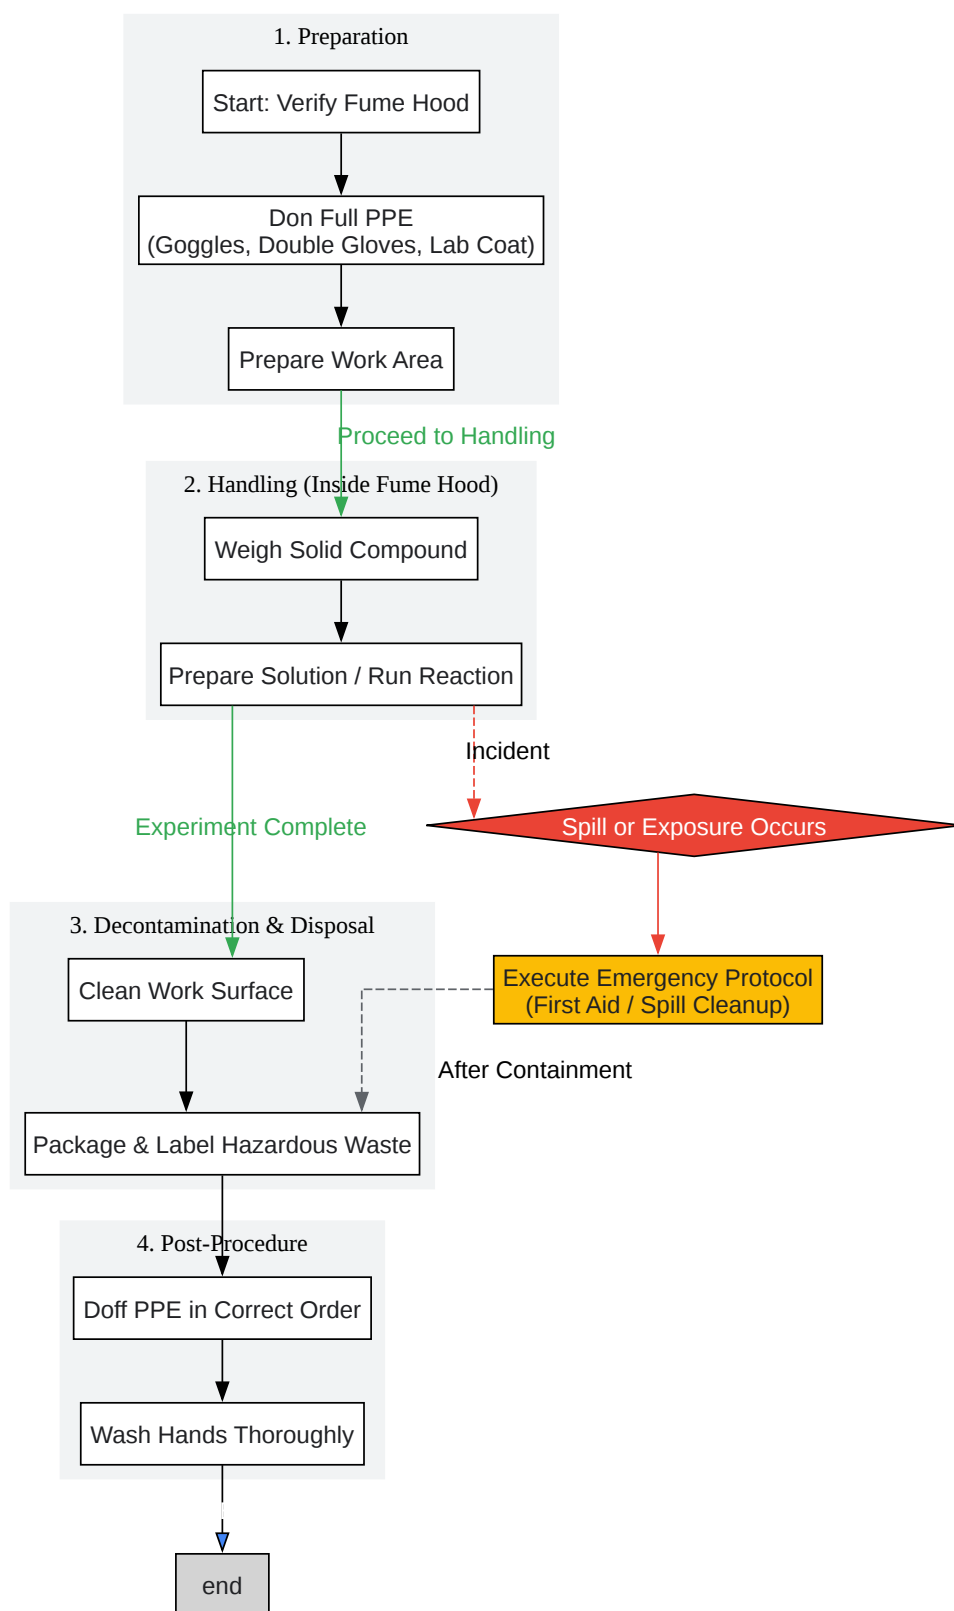 1. Preparation
Start: Verify Fume Hood
Don Full PPE
(Goggles, Double Gloves, Lab Coat)
Prepare Work Area
Proceed to Handling
2. Handling (Inside Fume Hood)
Weigh Solid Compound
Prepare Solution / Run Reaction
Incident
Experiment Complete
Spill or Exposure Occurs
3. Decontamination & Disposal
Clean Work Surface
Execute Emergency Protocol
(First Aid / Spill Cleanup)
After Containment
Package & Label Hazardous Waste
4. Post-Procedure
Doff PPE in Correct Order
Wash Hands Thoroughly
end